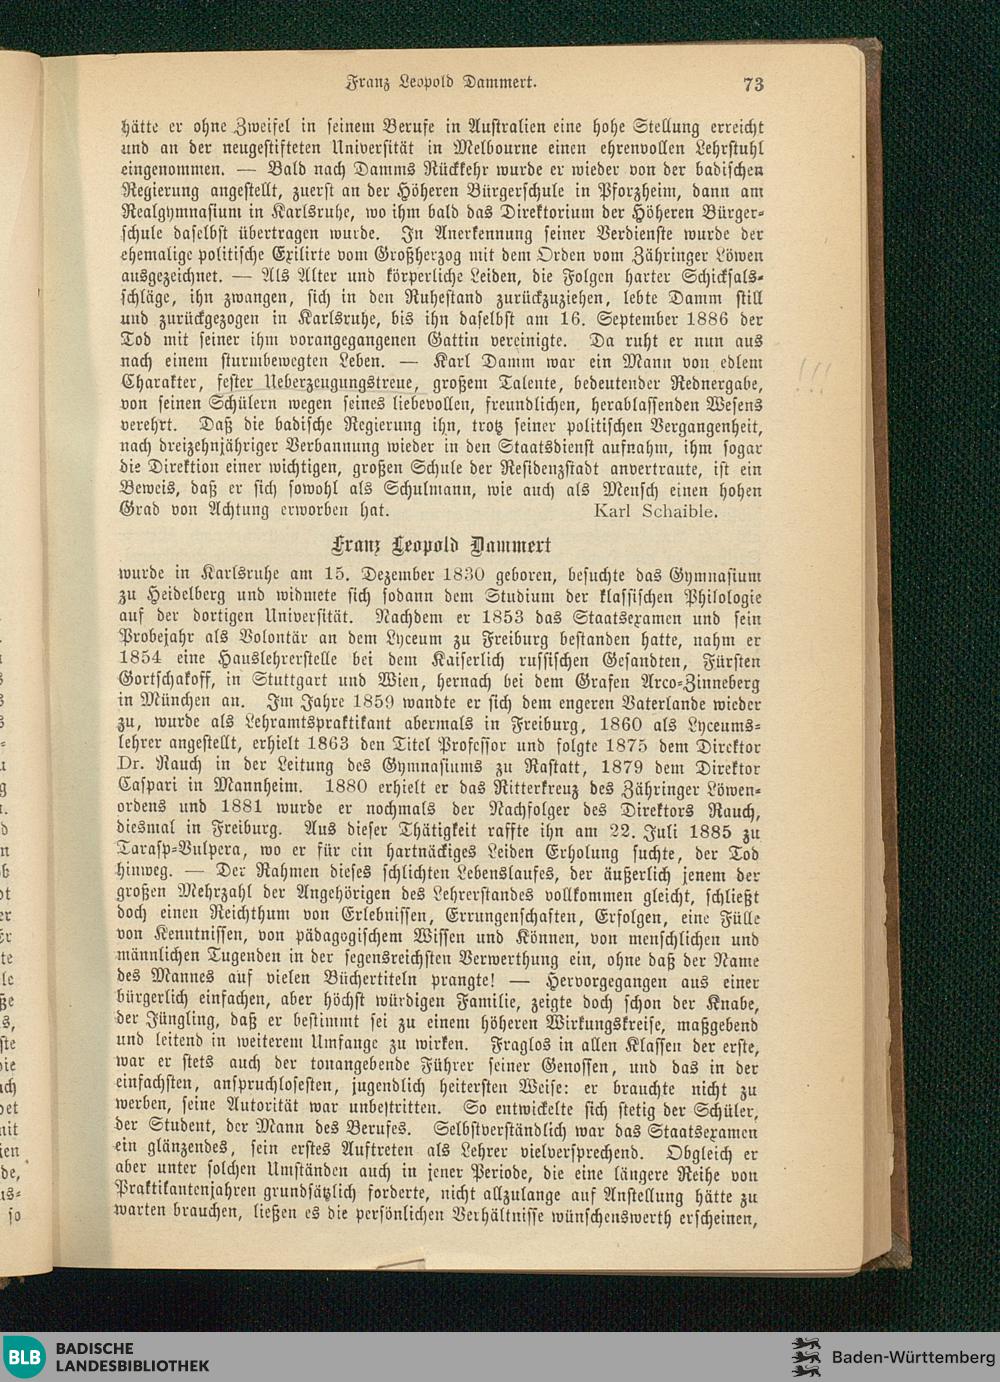 Franz Leopold Dammert. 73
hätte er ohne Zweifel in seinem Berufe in Australien eine hohe Stellung erreicht
und an der neugestifteten Universität in Melbourne einen ehrenvollen Lehrstuhl
eingenommen. — Bald nach Damms Rückkehr wurde er wieder von der badischen
Regierung angestellt, zuerst an der Höheren Bürgerschule in Pforzheim, dann am
Realgymnasium in Karlsruhe, wo ihm bald das Direktorium der Höheren Bürger-
schule daselbst übertragen wurde. In Anerkennung seiner Verdienste wurde der
ehemalige politische Exilirte vom Großherzog mit dem Orden vom Zähringer Löwen
ausgezeichnet. — Als Alter und körperliche Leiden, die Folgen harter Schicksals-
schläge, ihn zwangen, sich in den Ruhestand zurückzuziehen, lebte Damm still
und zurückgezogen in Karlsruhe, bis ihn daselbst am 16. September 1886 der
Tod mit seiner ihm vorangegangenen Gattin vereinigte. Da ruht er nun aus
nach einem sturmbewegten Leben. — Karl Damm war ein Mann von edlem
Charakter, fester Ueberzeugungstreue, großem Talente, bedeutender Rednergabe, !!!
von seinen Schülern wegen seines liebevollen, freundlichen, herablassenden Wesens
verehrt. Daß die badische Regierung ihn, trotz seiner politischen Vergangenheit,
nach dreizehnjähriger Verbannung wieder in den Staatsdienst aufnahm, ihm sogar
die Direktion einer wichtigen, großen Schule der Residenzstadt anvertraute, ist ein
Beweis, daß er sich sowohl als Schulmann, wie auch als Mensch einen hohen
Grad von Achtung erworben hat. Karl Schaible.
Franz Leopold Dammert
wurde in Karlsruhe am 15. Dezember 1830 geboren, besuchte das Gymnasium
zu Heidelberg und widmete sich sodann dem Studium der klassischen Philologie
auf der dortigen Universität. Nachdem er 1853 das Staatsexamen und sein
Probejahr als Volontär an dem Lyceum zu Freiburg bestanden hatte, nahm er
1854 eine Hauslehrerstelle bei dem Kaiserlich russischen Gesandten, Fürsten
Gortschakoff, in Stuttgart und Wien, hernach bei dem Grafen Arco-Zinneberg
in München an. Im Jahre 1859 wandte er sich dem engeren Vaterlande wieder
zu, wurde als Lehramtspraktikant abermals in Freiburg, 1860 als Lyceums-
lehrer angestellt, erhielt 1863 den Titel Professor und folgte 1875 dem Direktor
Dr. Rauch in der Leitung des Gymnasiums zu Rastatt, 1879 dem Direktor
Caspari in Mannheim. 1880 erhielt er das Ritterkreuz des Zähringer Löwen-
ordens und 1881 wurde er nochmals der Nachfolger des Direktors Rauch,
diesmal in Freiburg. Aus dieser Thätigkeit raffte ihn am 22. Juli 1885 zu
Tarasp-Vulpera, wo er für ein hartnäckiges Leiden Erholung suchte, der Tod
hinweg. — Der Rahmen dieses schlichten Lebenslaufes, der äußerlich jenem der
großen Mehrzahl der Angehörigen des Lehrerstandes vollkommen gleicht, schließt
doch einen Reichthum von Erlebnissen, Errungenschaften, Erfolgen, eine Fülle
von Kenntnissen, von pädagogischem Wissen und Können, von menschlichen und
männlichen Tugenden in der segensreichsten Verwerthung ein, ohne daß der Name
des Mannes auf vielen Büchertiteln prangte! — Hervorgegangen aus einer
bürgerlich einfachen, aber höchst würdigen Familie, zeigte doch schon der Knabe,
der Jüngling, daß er bestimmt sei zu einem höheren Wirkungskreise, maßgebend
und leitend in weiterem Umfange zu wirken. Fraglos in allen Klassen der erste,
war er stets auch der tonangebende Führer seiner Genossen, und das in der
einfachsten, anspruchlosesten, jugendlich heitersten Weise: er brauchte nicht zu
werben, seine Autorität war unbestritten. So entwickelte sich stetig der Schüler,
der Student, der Mann des Berufes. Selbstverständlich war das Staatsexamen
ein glänzendes, sein erstes Auftreten als Lehrer vielversprechend. Obgleich er
aber unter solchen Umständen auch in jener Periode, die eine längere Reihe von
Praktikantenjahren grundsätzlich forderte, nicht allzulange auf Anstellung hätte zu
warten brauchen, ließen es die persönlichen Verhältnisse wünschenswerth erscheinen,
BLB BADISCHE
LANDESBIBLIOTHEK
Baden-Württemberg